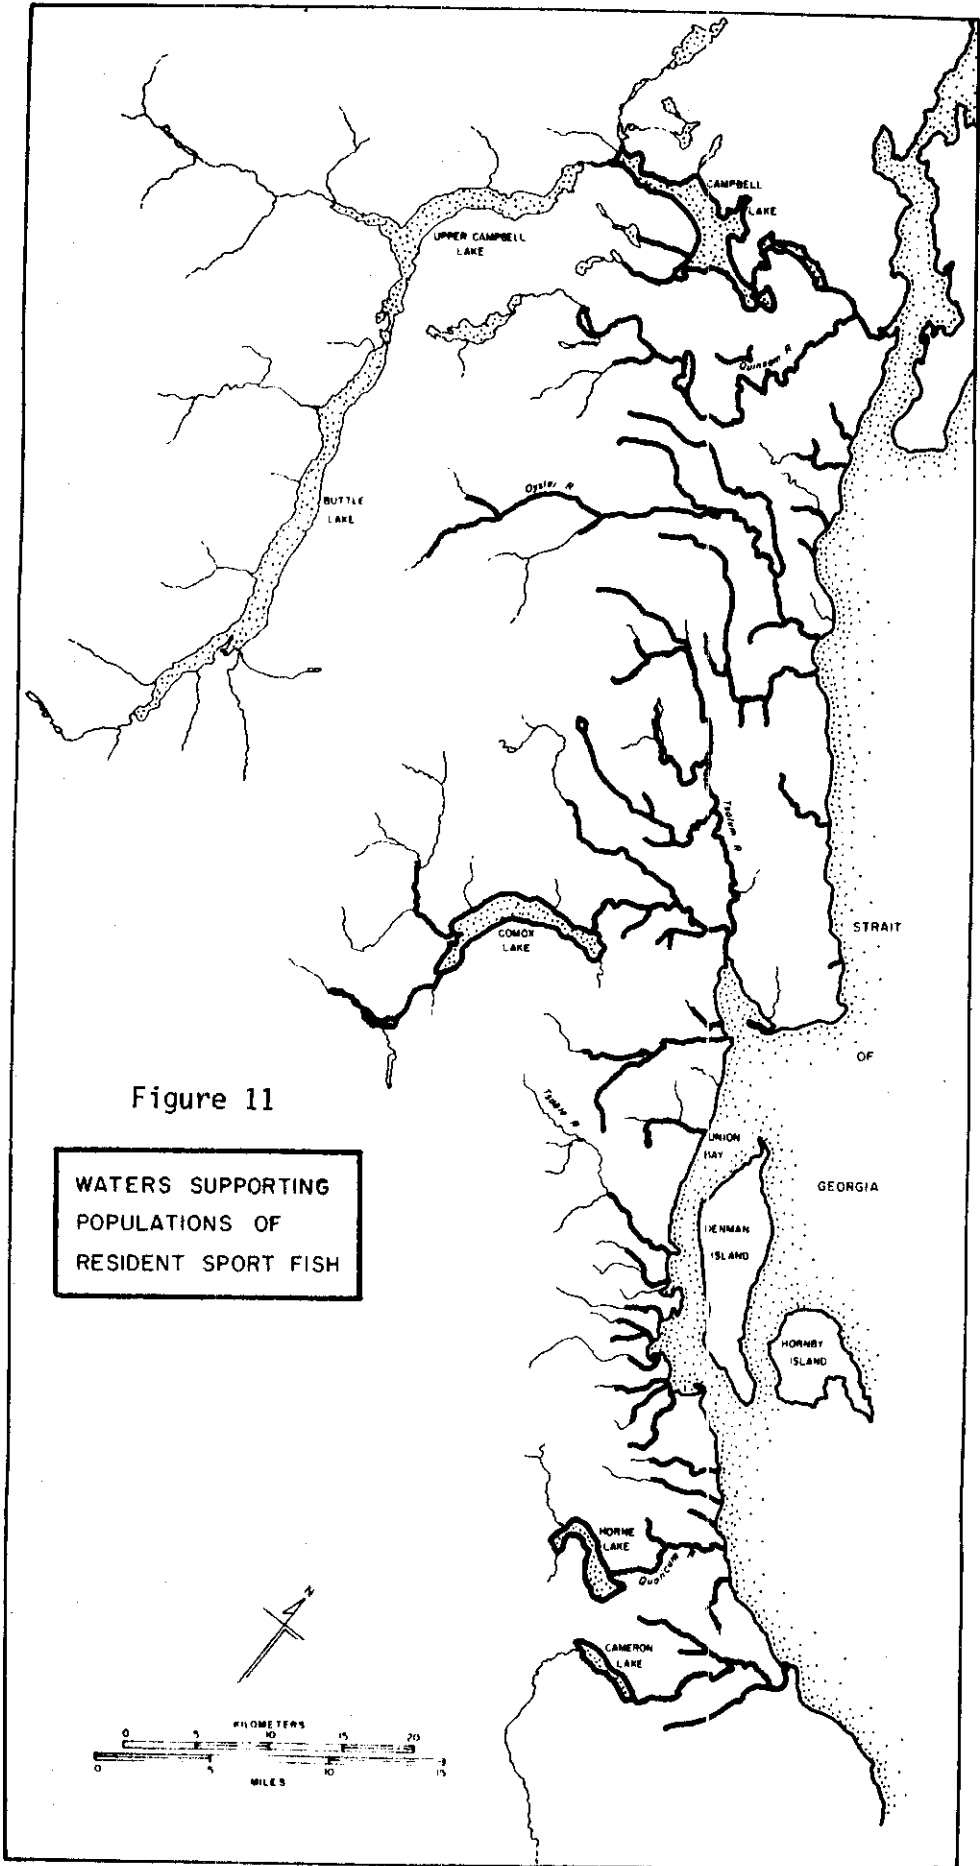 CAMPBELL
LAKE
UPPER CAMPBELL
LAKE
Quinsam R
BUTTLE
LAKE
Oyster R
Tsolum R
COMOX
LAKE
STRAIT
OF
GEORGIA
Figure 11
WATERS SUPPORTING
POPULATIONS OF
RESIDENT SPORT FISH
Tsable R
UNION
BAY
DENMAN
ISLAND
HORNBY
ISLAND
HORNE
LAKE
Qualicum R
CAMERON
LAKE
N
KILOMETERS
0 5 10 15 20
0 5 10 15
MILES